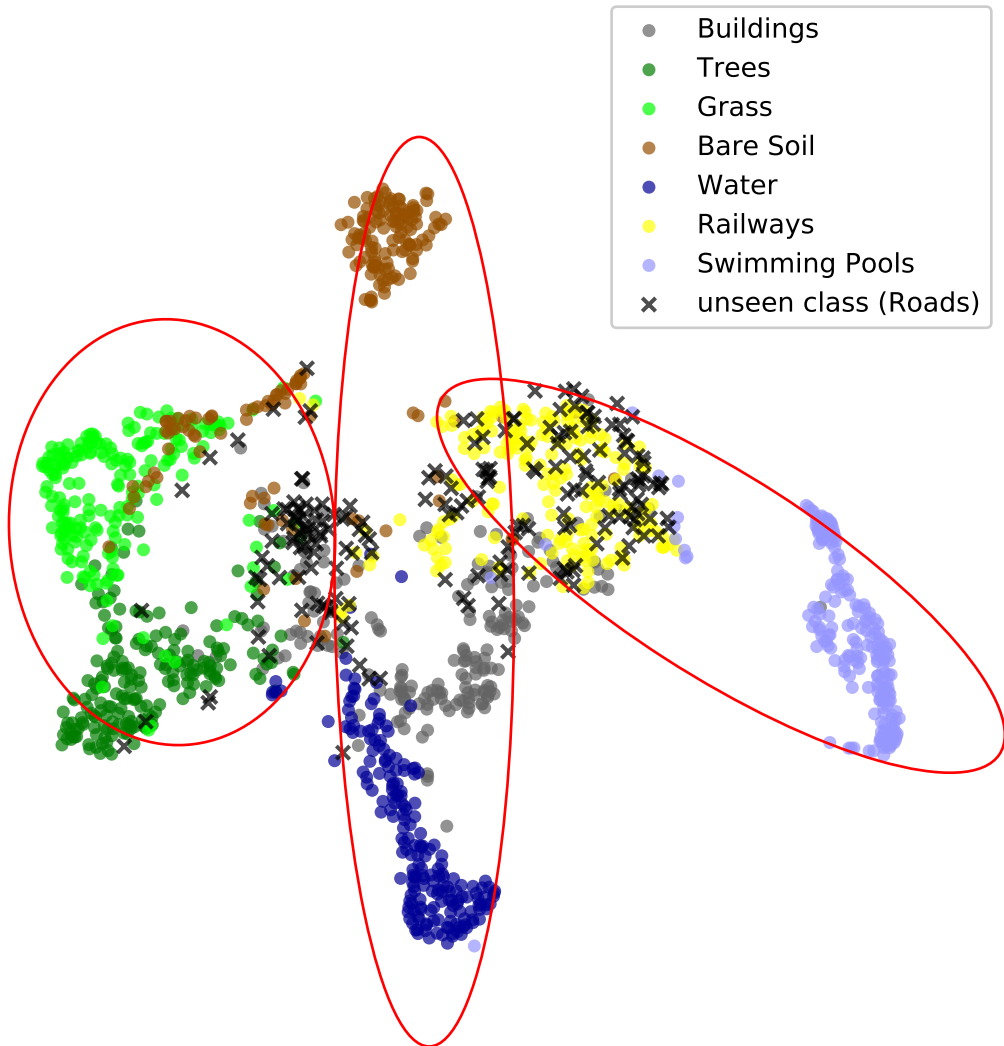 Buildings
Trees
Grass
Bare Soil
Water
Railways
Swimming Pools
unseen class (Roads)